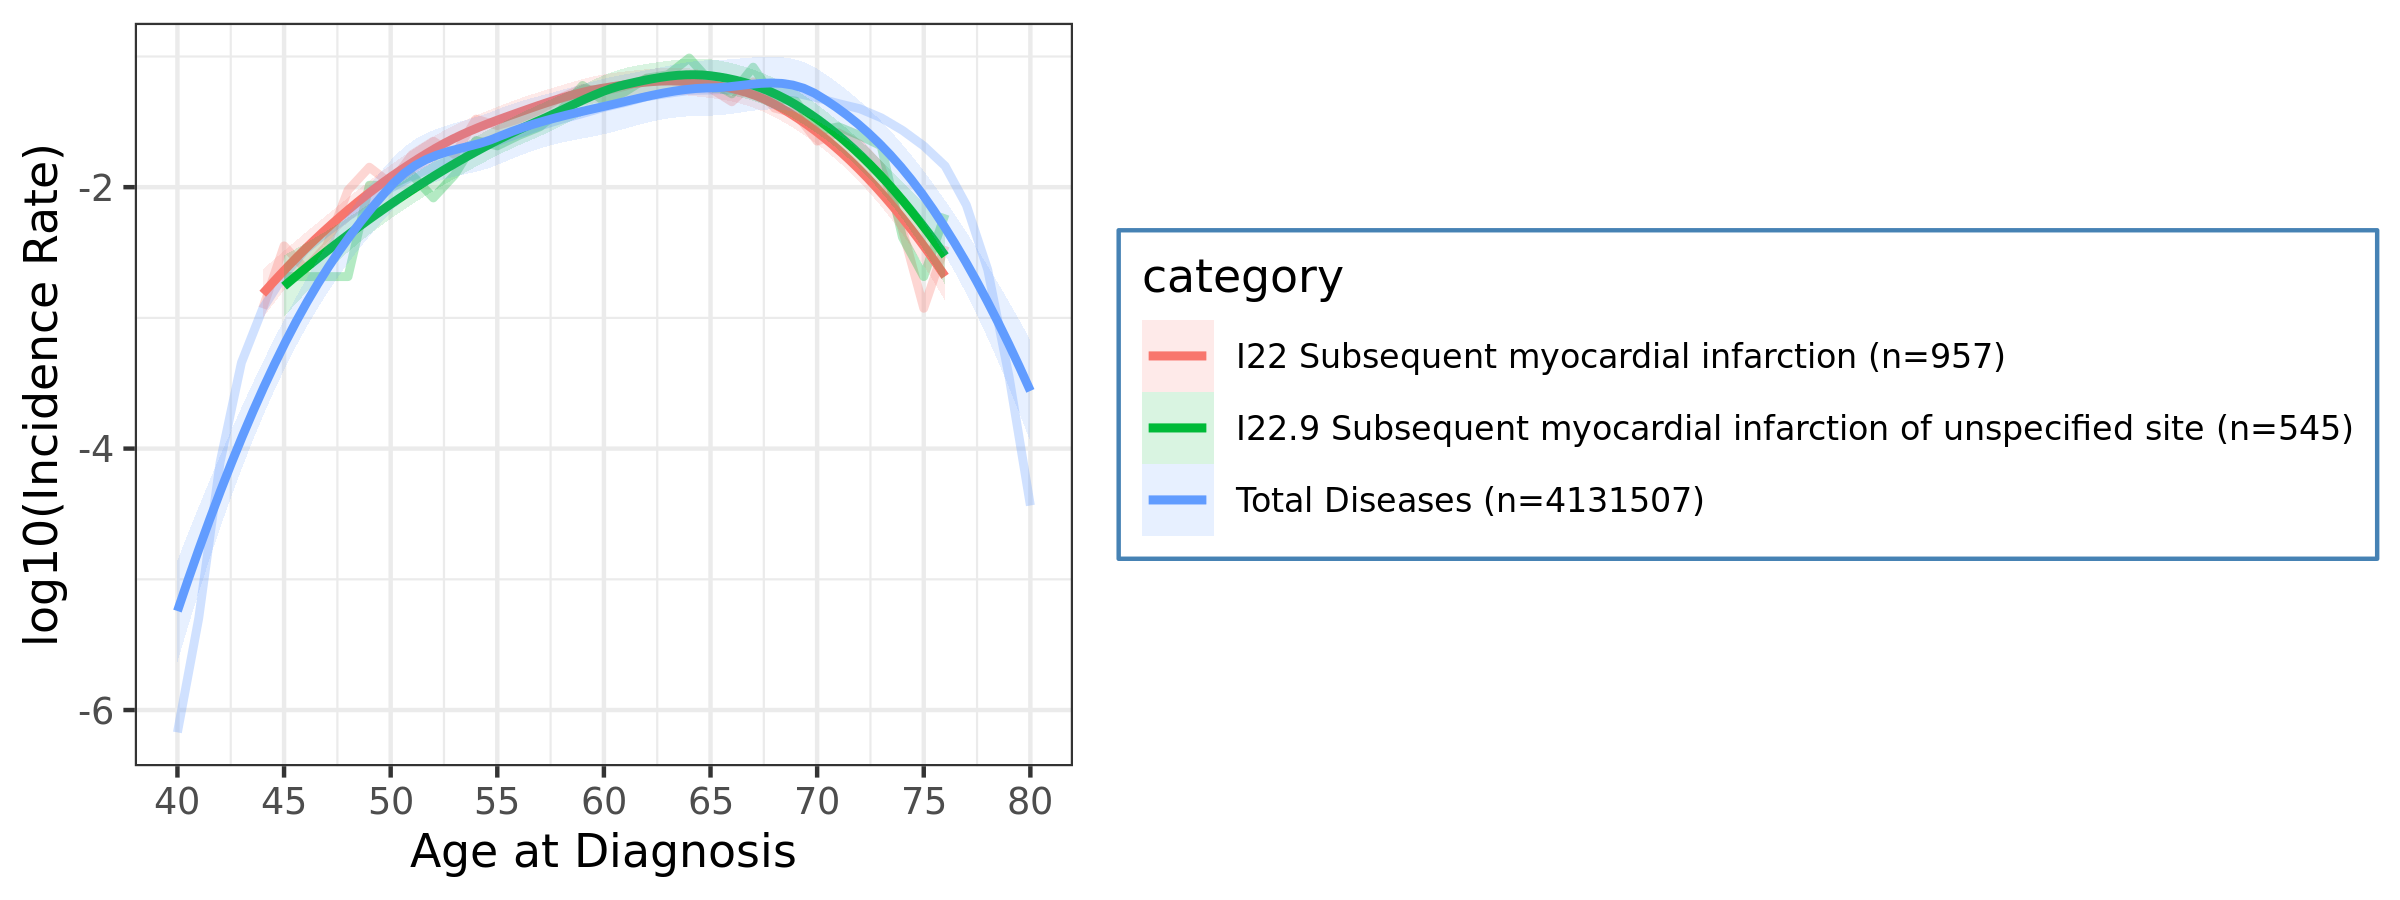 log10(Incidence Rate)
-2
-4
-6
40 45 50 55 60 65 70 75 80
Age at Diagnosis
category
I22 Subsequent myocardial infarction (n=957)
I22.9 Subsequent myocardial infarction of unspecified site (n=545)
Total Diseases (n=4131507)